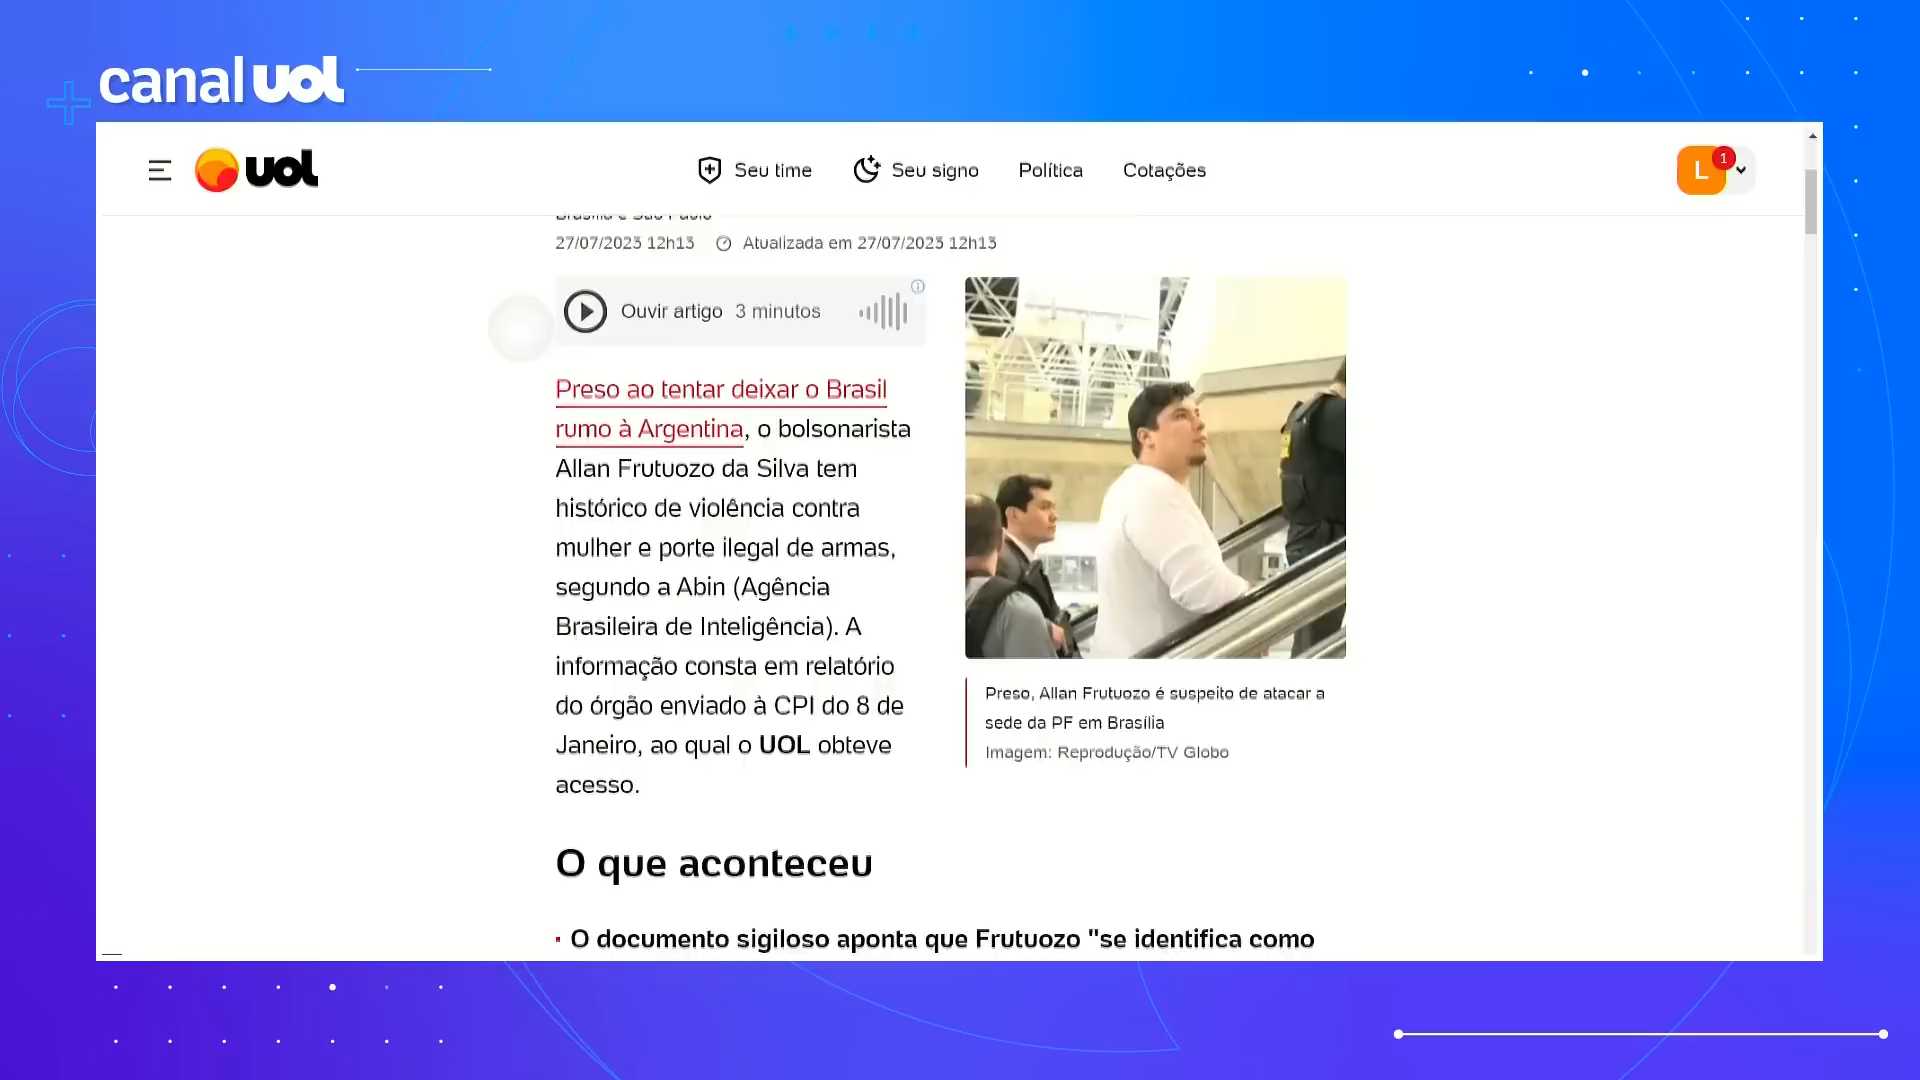 canal uol
uol
Seu time
Seu signo
Política
Cotações
L
1
Brasília e São Paulo
27/07/2023 12h13
Atualizada em 27/07/2023 12h13
Ouvir artigo 3 minutos
Preso ao tentar deixar o Brasil
rumo à Argentina, o bolsonarista
Allan Frutuozo da Silva tem
histórico de violência contra
mulher e porte ilegal de armas,
segundo a Abin (Agência
Brasileira de Inteligência). A
informação consta em relatório
do órgão enviado à CPI do 8 de
Janeiro, ao qual o UOL obteve
acesso.
Preso, Allan Frutuozo é suspeito de atacar a
sede da PF em Brasília
Imagem: Reprodução/TV Globo
O que aconteceu
O documento sigiloso aponta que Frutuozo "se identifica como